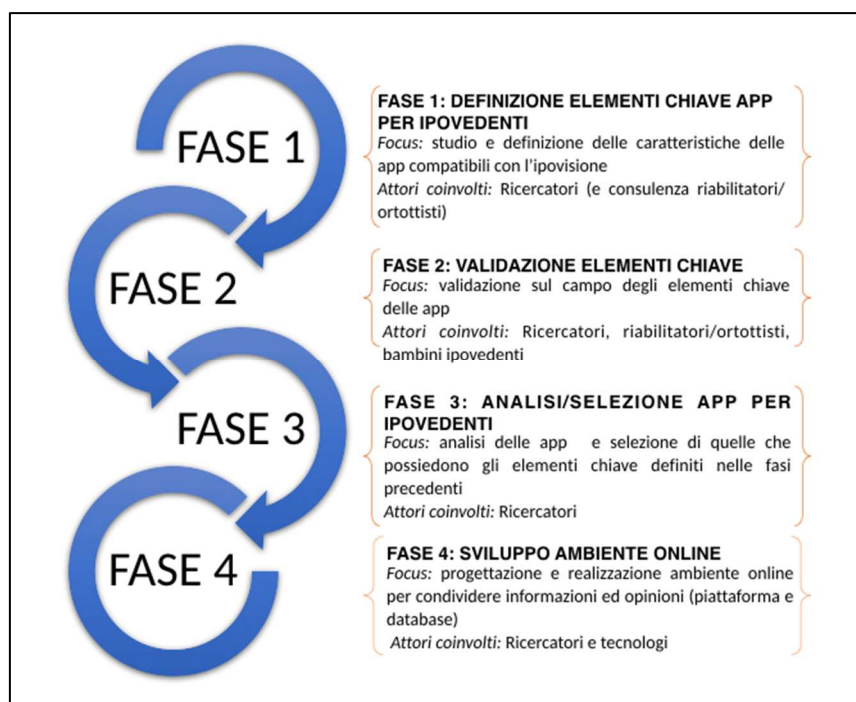 FASE 1
FASE 1: DEFINIZIONE ELEMENTI CHIAVE APP
PER IPOVEDENTI
Focus: studio e definizione delle caratteristiche delle
app compatibili con l’ipovisione
Attori coinvolti: Ricercatori (e consulenza riabilitatori/
ortottisti)
FASE 2
FASE 2: VALIDAZIONE ELEMENTI CHIAVE
Focus: validazione sul campo degli elementi chiave
delle app
Attori coinvolti: Ricercatori, riabilitatori/ortottisti,
bambini ipovedenti
FASE 3
FASE 3: ANALISI/SELEZIONE APP PER
IPOVEDENTI
Focus: analisi delle app e selezione di quelle che
possiedono gli elementi chiave definiti nelle fasi
precedenti
Attori coinvolti: Ricercatori
FASE 4
FASE 4: SVILUPPO AMBIENTE ONLINE
Focus: progettazione e realizzazione ambiente online
per condividere informazioni ed opinioni (piattaforma e
database)
Attori coinvolti: Ricercatori e tecnologi